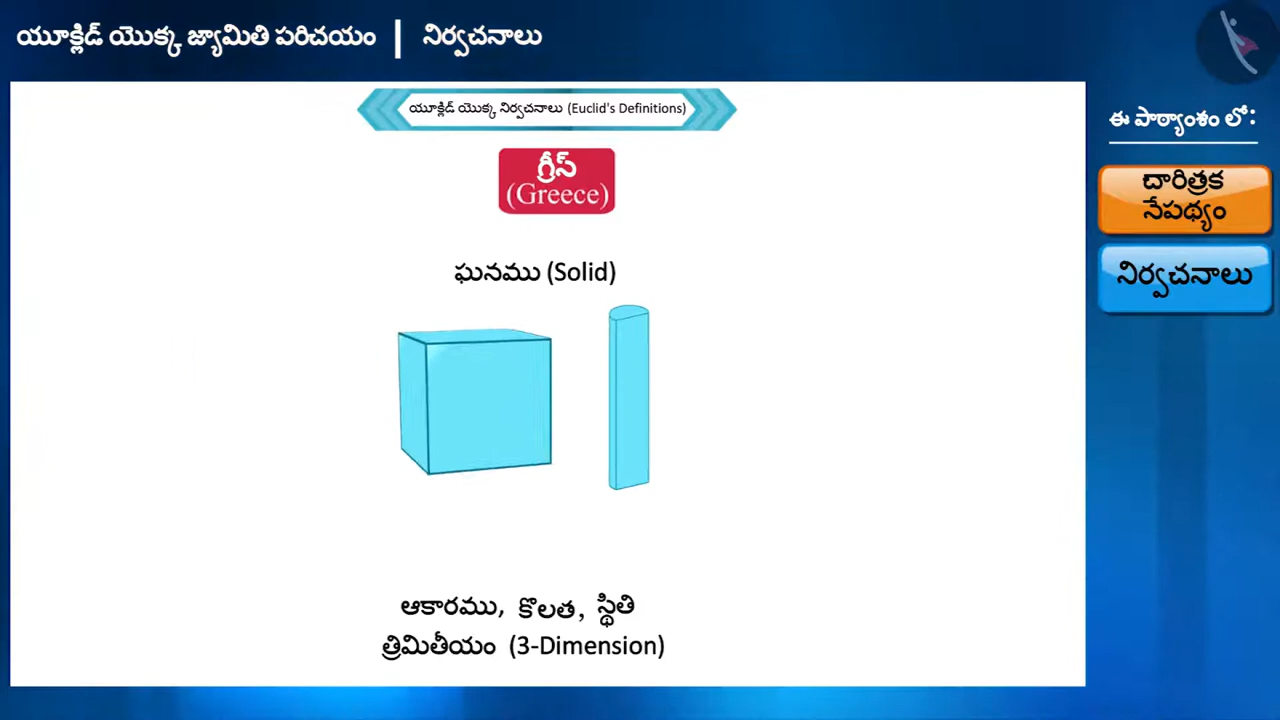 యూక్లిడ్ యొక్క జ్యామితి పరిచయం | నిర్వచనాలు
యూక్లిడ్ యొక్క నిర్వచనాలు (Euclid's Definitions)
గ్రీస్
(Greece)
ఘనము (Solid)
ఆకారము, కొలత, స్థితి
త్రిమితీయం (3-Dimension)
ఈ పాఠ్యాంశం లో:
చారిత్రక
నేపథ్యం
నిర్వచనాలు